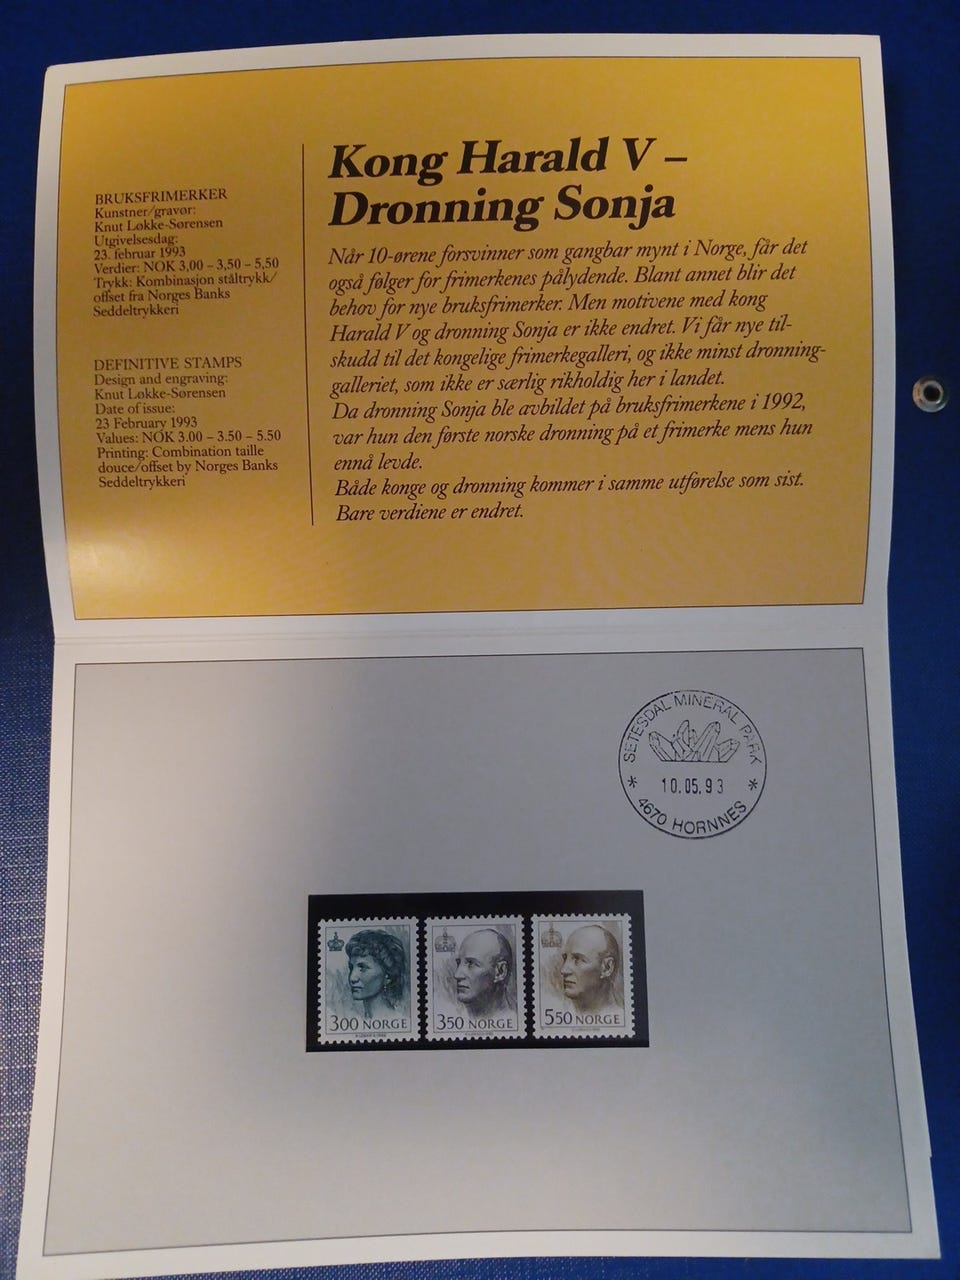 BRUKSFRIMERKER
Kunstner/gravør:
Knut Løkke-Sørensen
Utgivelsesdag:
23. februar 1993
Verdier: NOK 3,00 – 3,50 – 5,50
Trykk: Kombinasjon ståltrykk/
offset fra Norges Banks
Seddeltrykkeri
DEFINITIVE STAMPS
Design and engraving:
Knut Løkke-Sørensen
Date of issue:
23 February 1993
Values: NOK 3.00 – 3.50 – 5.50
Printing: Combination taille
douce/offset by Norges Banks
Seddeltrykkeri
Kong Harald V –
Dronning Sonja
Når 10-ørene forsvinner som gangbar mynt i Norge, får det
også følger for frimerkenes pålydende. Blant annet blir det
behov for nye bruksfrimerker. Men motivene med kong
Harald V og dronning Sonja er ikke endret. Vi får nye til-
skudd til det kongelige frimerkegalleri, og ikke minst dronning-
galleriet, som ikke er særlig rikholdig her i landet.
Da dronning Sonja ble avbildet på bruksfrimerkene i 1992,
var hun den første norske dronning på et frimerke mens hun
ennå levde.
Både konge og dronning kommer i samme utførelse som sist.
Bare verdiene er endret.
SETESDAL MINERAL PARK
* 10.05.93 *
4670 HORNNES
300 NORGE
350 NORGE
550 NORGE